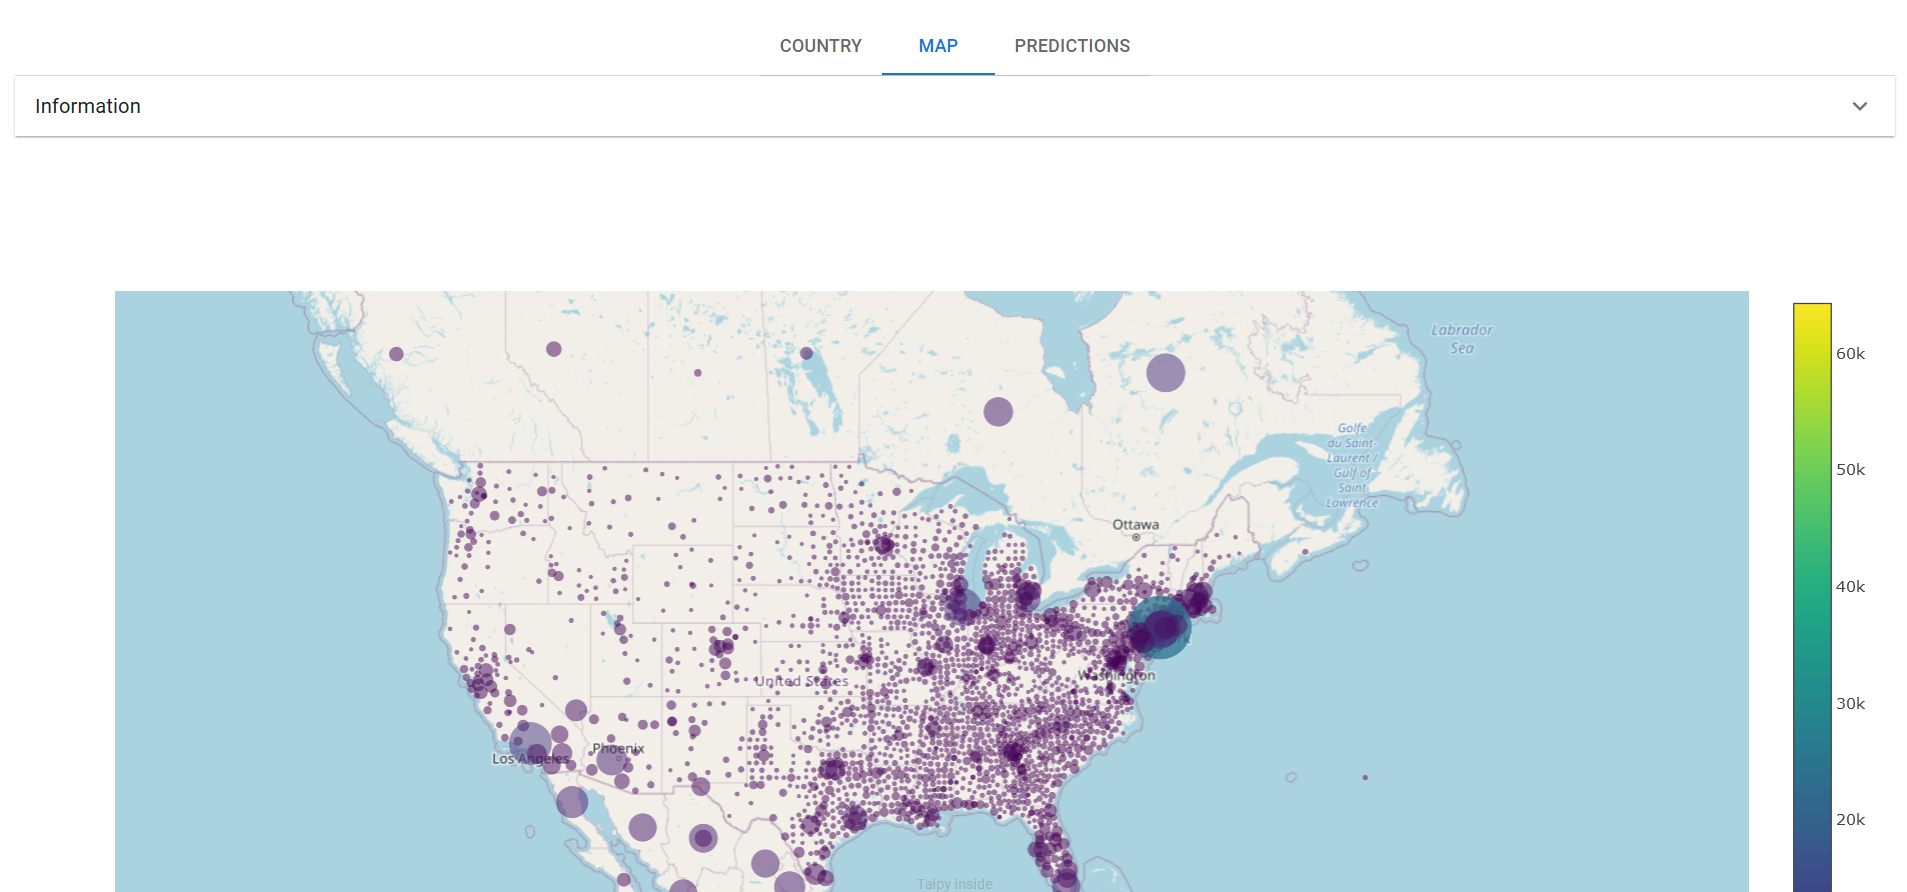 COUNTRY MAP PREDICTIONS
Information
Labrador
Sea
60k
Golfe
du Saint-
Laurent /
Gulf of
Saint
Lawrence
50k
Ottawa
40k
Washington
United States
30k
Phoenix
Los Angeles
20k
Taipy inside